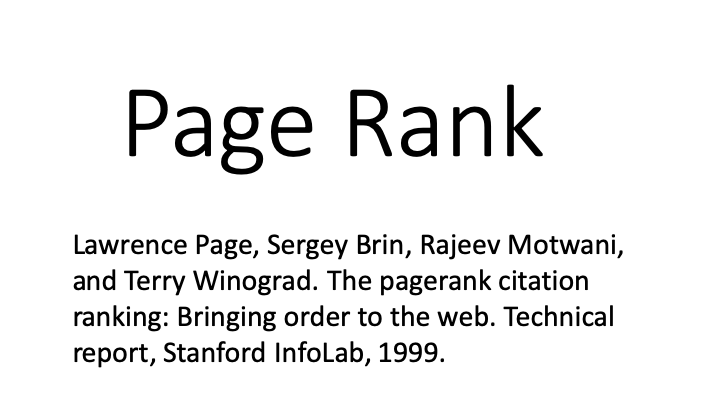 Page Rank
Lawrence Page, Sergey Brin, Rajeev Motwani,
and Terry Winograd. The pagerank citation
ranking: Bringing order to the web. Technical
report, Stanford InfoLab, 1999.